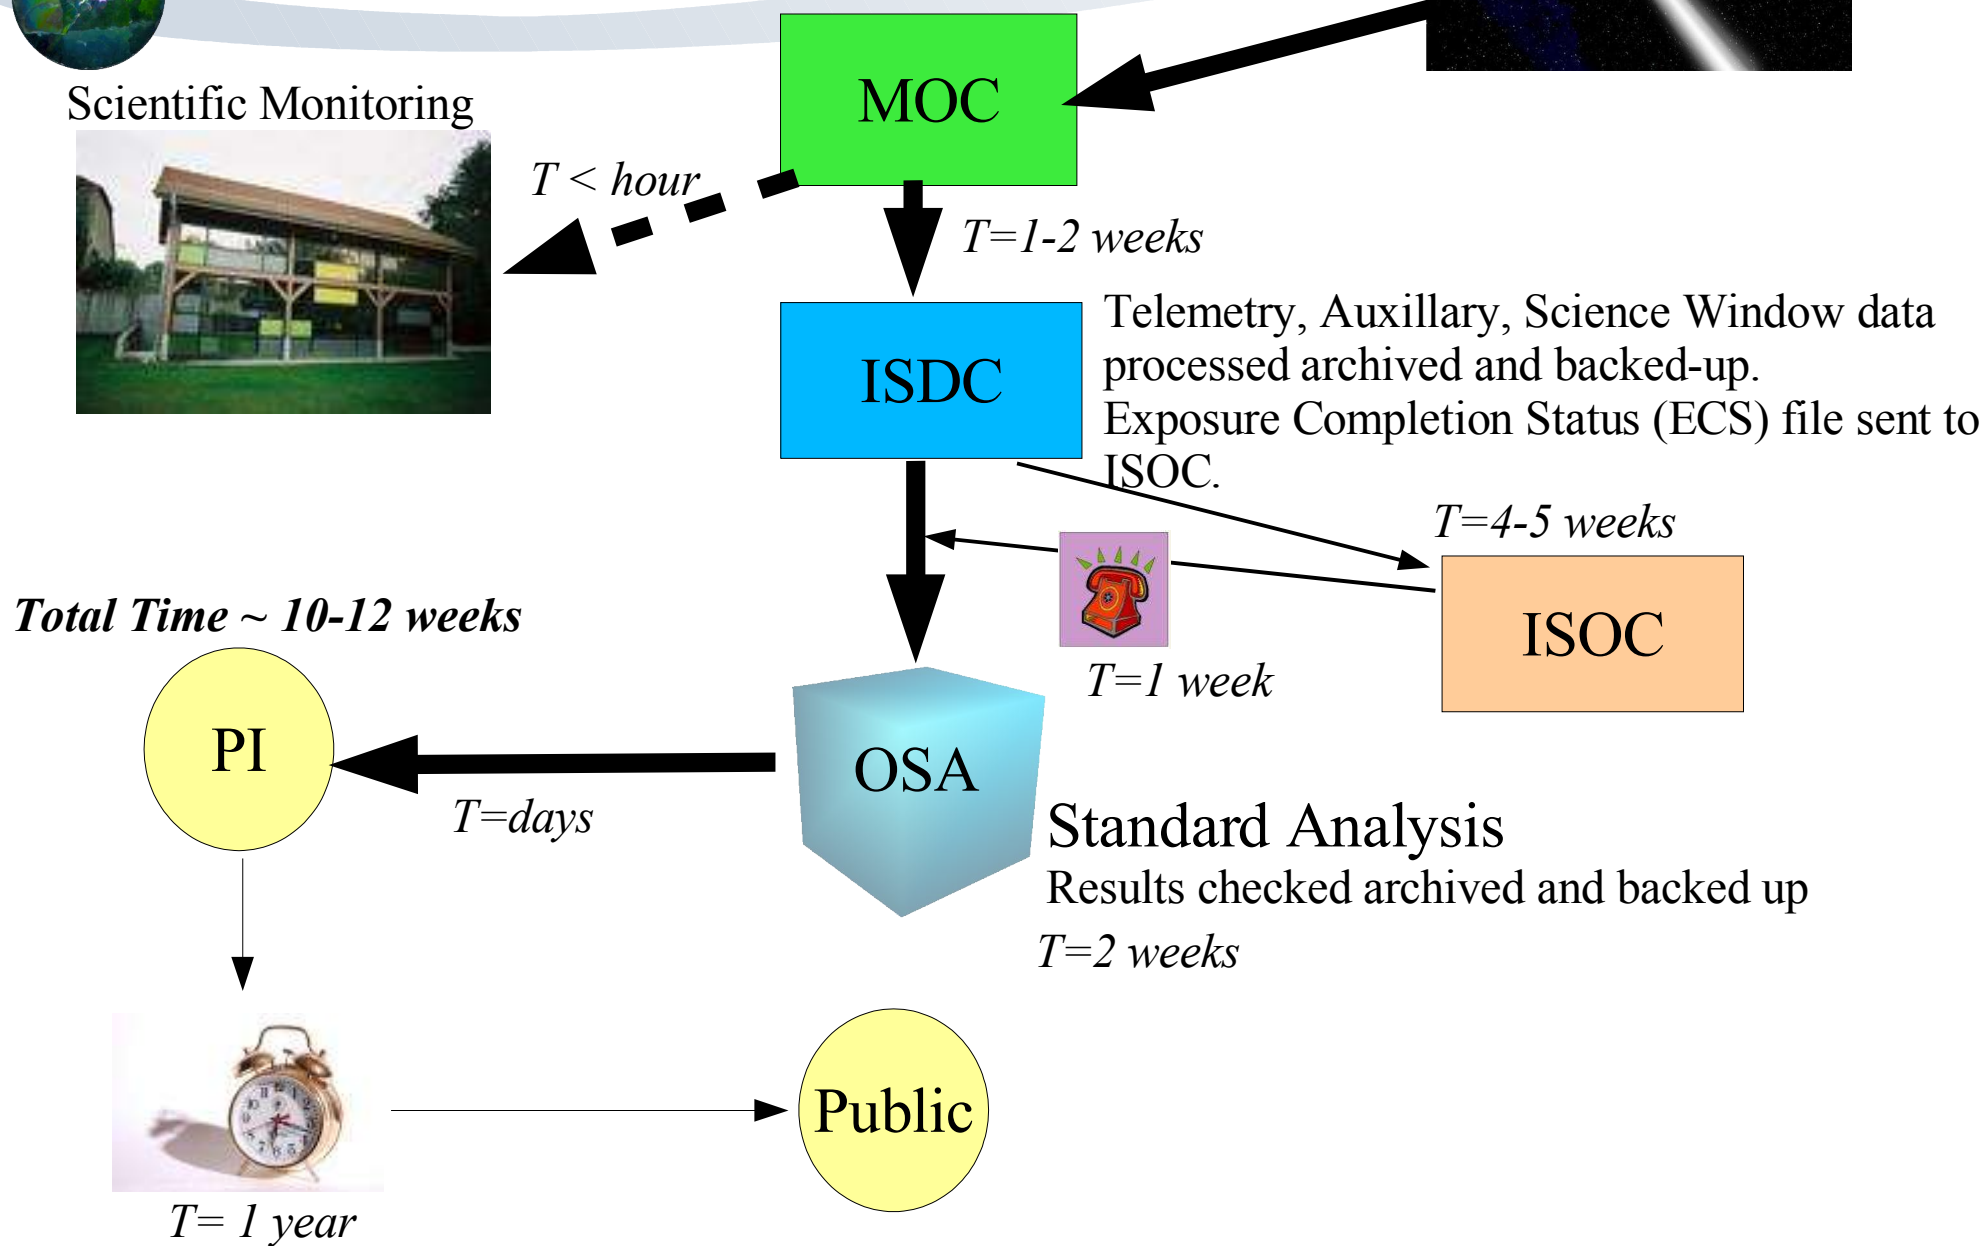 MOC
Scientific Monitoring
T < hour
T=1-2 weeks
ISDC
Telemetry, Auxillary, Science Window data
processed archived and backed-up.
Exposure Completion Status (ECS) file sent to
ISOC.
T=4-5 weeks
ISOC
T=1 week
Total Time ~ 10-12 weeks
PI
T=days
OSA
Standard Analysis
Results checked archived and backed up
T=2 weeks
Public
T= 1 year